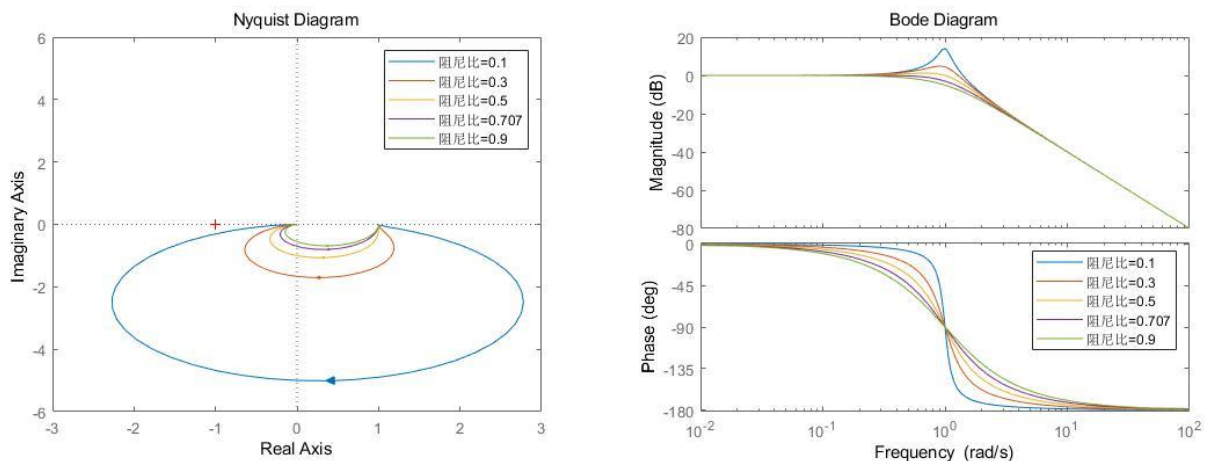 Nyquist Diagram
6
4
2
0
-2
-4
-6
Imaginary Axis
-3
-2
-1
0
1
2
3
Real Axis
阻尼比=0.1
阻尼比=0.3
阻尼比=0.5
阻尼比=0.707
阻尼比=0.9
Bode Diagram
20
0
-20
-40
-60
-80
Magnitude (dB)
0
-45
-90
-135
-180
Phase (deg)
阻尼比=0.1
阻尼比=0.3
阻尼比=0.5
阻尼比=0.707
阻尼比=0.9
10⁻²
10⁻¹
10⁰
10¹
10²
Frequency (rad/s)